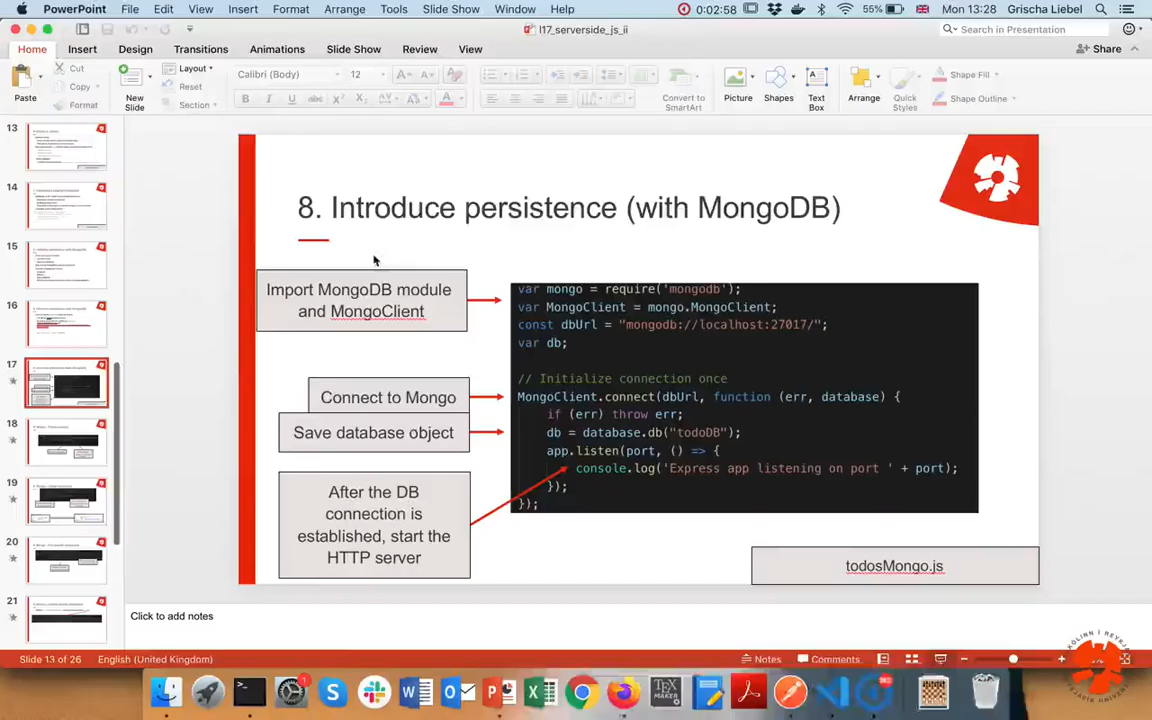 PowerPoint File Edit View Insert Format Arrange Tools Slide Show Window Help 0:02:58 55% Mon 13:28 Grischa Liebel
l17_serverside_js_ii
Search in Presentation
Home Insert Design Transitions Animations Slide Show Review View Share
Paste
Cut
Copy
Format
New
Slide
Layout
Reset
Section
Calibri (Body) 12
Convert to
SmartArt
Picture
Shapes
Text
Box
Arrange
Quick
Styles
Shape Fill
Shape Outline
13
14
15
16
17
18
19
20
21
8. Introduce persistence (with MongoDB)
Import MongoDB module
and MongoClient
Connect to Mongo
Save database object
After the DB
connection is
established, start the
HTTP server
var mongo = require('mongodb');
var MongoClient = mongo.MongoClient;
const dbUrl = "mongodb://localhost:27017/";
var db;
// Initialize connection once
MongoClient.connect(dbUrl, function (err, database) {
if (err) throw err;
db = database.db("todoDB");
app.listen(port, () => {
console.log('Express app listening on port ' + port);
});
});
todosMongo.js
Click to add notes
Slide 13 of 26 English (United Kingdom) Notes Comments